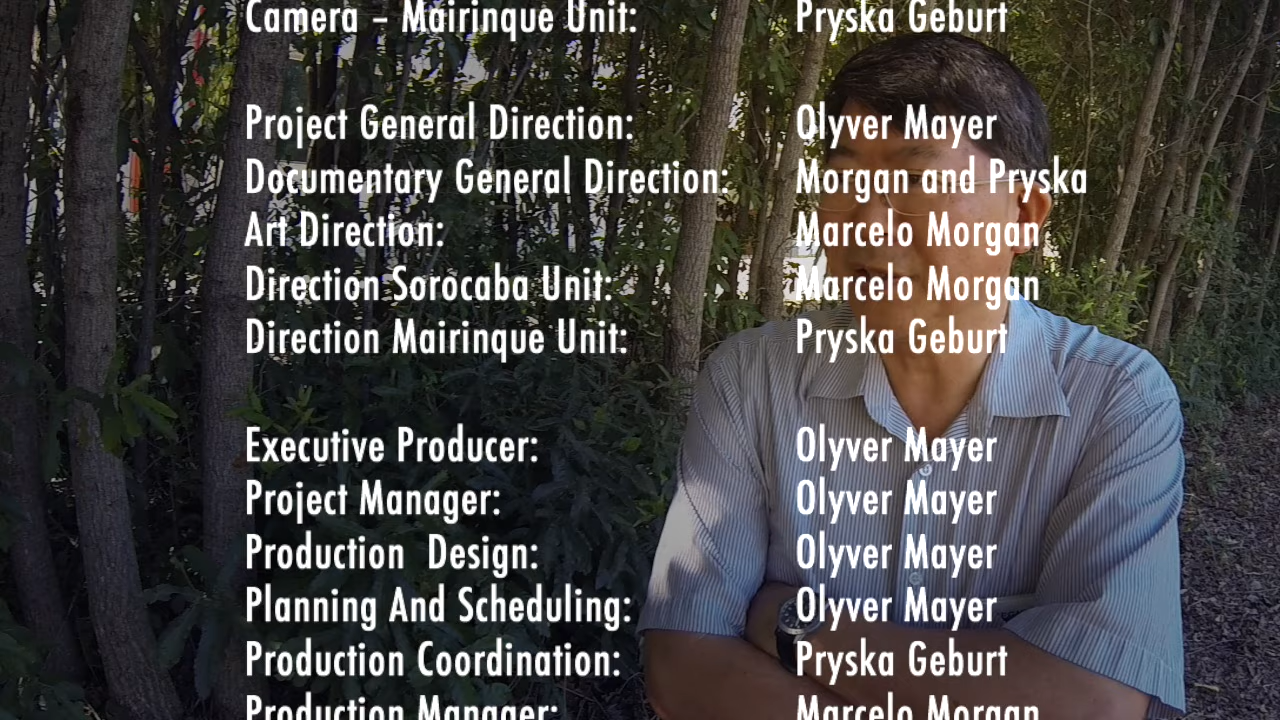 Camera – Mairinque Unit: Pryska Geburt
Project General Direction: Olyver Mayer
Documentary General Direction: Morgan and Pryska
Art Direction: Marcelo Morgan
Direction Sorocaba Unit: Marcelo Morgan
Direction Mairinque Unit: Pryska Geburt
Executive Producer: Olyver Mayer
Project Manager: Olyver Mayer
Production Design: Olyver Mayer
Planning And Scheduling: Olyver Mayer
Production Coordination: Pryska Geburt
Production Manager: Marcelo Morgan